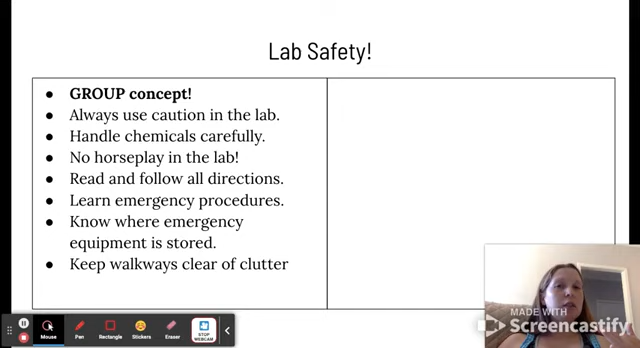 Lab Safety!
● GROUP concept!
● Always use caution in the lab.
● Handle chemicals carefully.
● No horseplay in the lab!
● Read and follow all directions.
● Learn emergency procedures.
● Know where emergency
equipment is stored.
● Keep walkways clear of clutter
MADE WITH
Screencastify
Mouse
Pen
Rectangle
Stickers
Eraser
STOP
WEBCAM